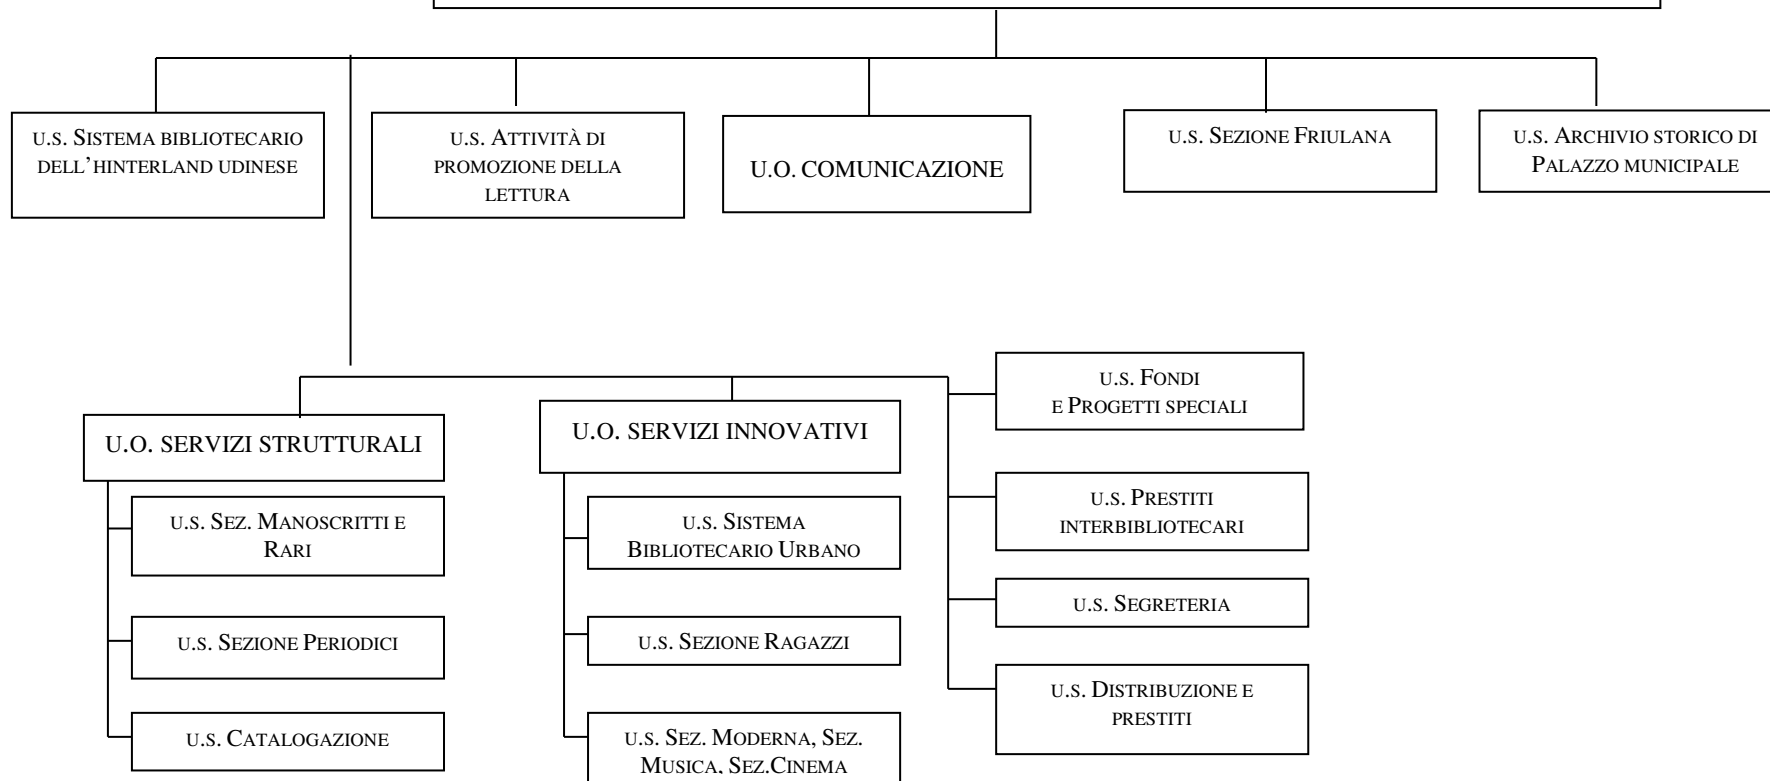 U.S. SISTEMA BIBLIOTECARIO
DELL'HINTERLAND UDINESE
U.S. ATTIVITÀ DI
PROMOZIONE DELLA
LETTURA
U.O. COMUNICAZIONE
U.S. SEZIONE FRIULANA
U.S. ARCHIVIO STORICO DI
PALAZZO MUNICIPALE
U.O. SERVIZI STRUTTURALI
U.S. SEZ. MANOSCRITTI E
RARI
U.S. SEZIONE PERIODICI
U.S. CATALOGAZIONE
U.O. SERVIZI INNOVATIVI
U.S. SISTEMA
BIBLIOTECARIO URBANO
U.S. SEZIONE RAGAZZI
U.S. SEZ. MODERNA, SEZ.
MUSICA, SEZ.CINEMA
U.S. FONDI
E PROGETTI SPECIALI
U.S. PRESTITI
INTERBIBLIOTECARI
U.S. SEGRETERIA
U.S. DISTRIBUZIONE E
PRESTITI